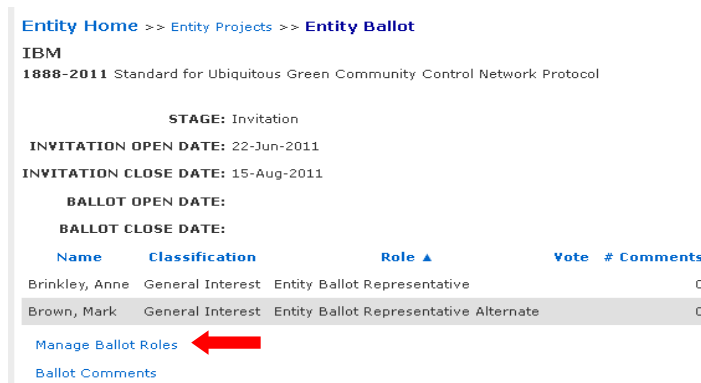 Entity Home >> Entity Projects >> Entity Ballot
IBM
1888-2011 Standard for Ubiquitous Green Community Control Network Protocol
STAGE: Invitation
INVITATION OPEN DATE: 22-Jun-2011
INVITATION CLOSE DATE: 15-Aug-2011
BALLOT OPEN DATE:
BALLOT CLOSE DATE:
Name Classification Role ▲ Vote # Comments
Brinkley, Anne General Interest Entity Ballot Representative 0
Brown, Mark General Interest Entity Ballot Representative Alternate 0
Manage Ballot Roles
Ballot Comments